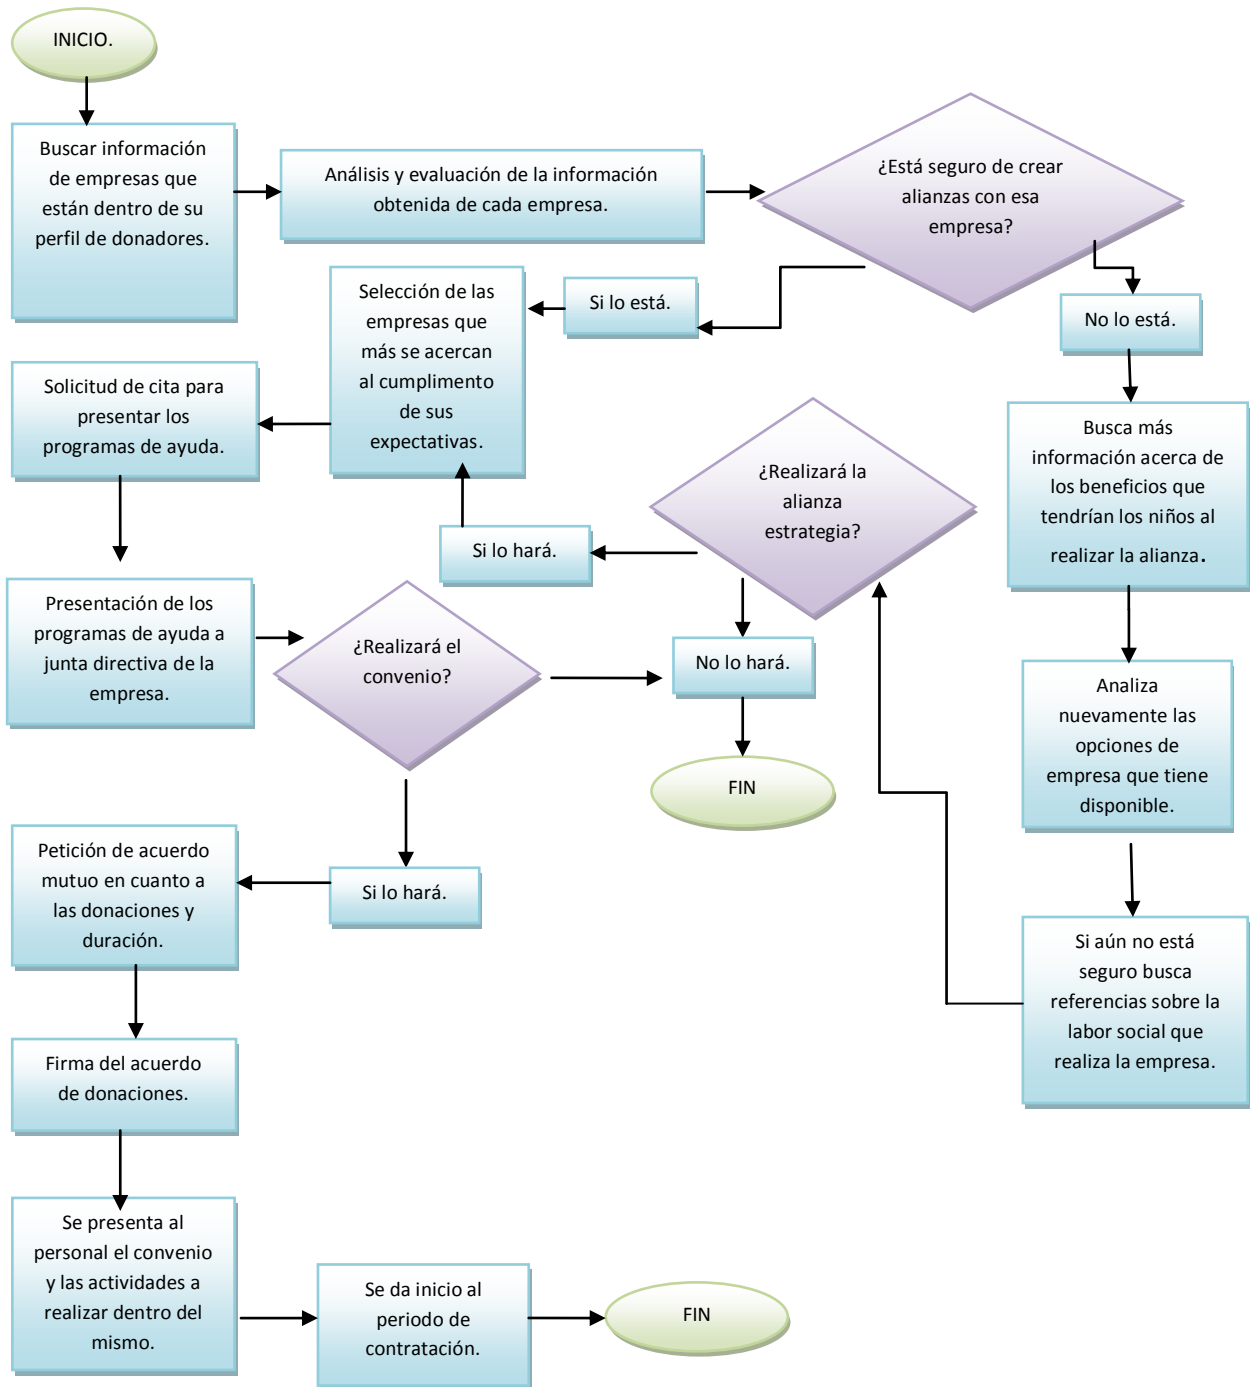 INICIO.
Buscar información
de empresas que
están dentro de su
perfil de donadores.
Análisis y evaluación de la información
obtenida de cada empresa.
¿Está seguro de crear
alianzas con esa
empresa?
Si lo está.
No lo está.
Selección de las
empresas que
más se acercan
al cumplimento
de sus
expectativas.
Solicitud de cita para
presentar los
programas de ayuda.
Busca más
información acerca de
los beneficios que
tendrían los niños al
realizar la alianza.
¿Realizará la
alianza
estrategia?
Si lo hará.
Presentación de los
programas de ayuda a
junta directiva de la
empresa.
¿Realizará el
convenio?
No lo hará.
Analiza
nuevamente las
opciones de
empresa que tiene
disponible.
FIN
Petición de acuerdo
mutuo en cuanto a
las donaciones y
duración.
Si lo hará.
Si aún no está
seguro busca
referencias sobre la
labor social que
realiza la empresa.
Firma del acuerdo
de donaciones.
Se presenta al
personal el convenio
y las actividades a
realizar dentro del
mismo.
Se da inicio al
periodo de
contratación.
FIN